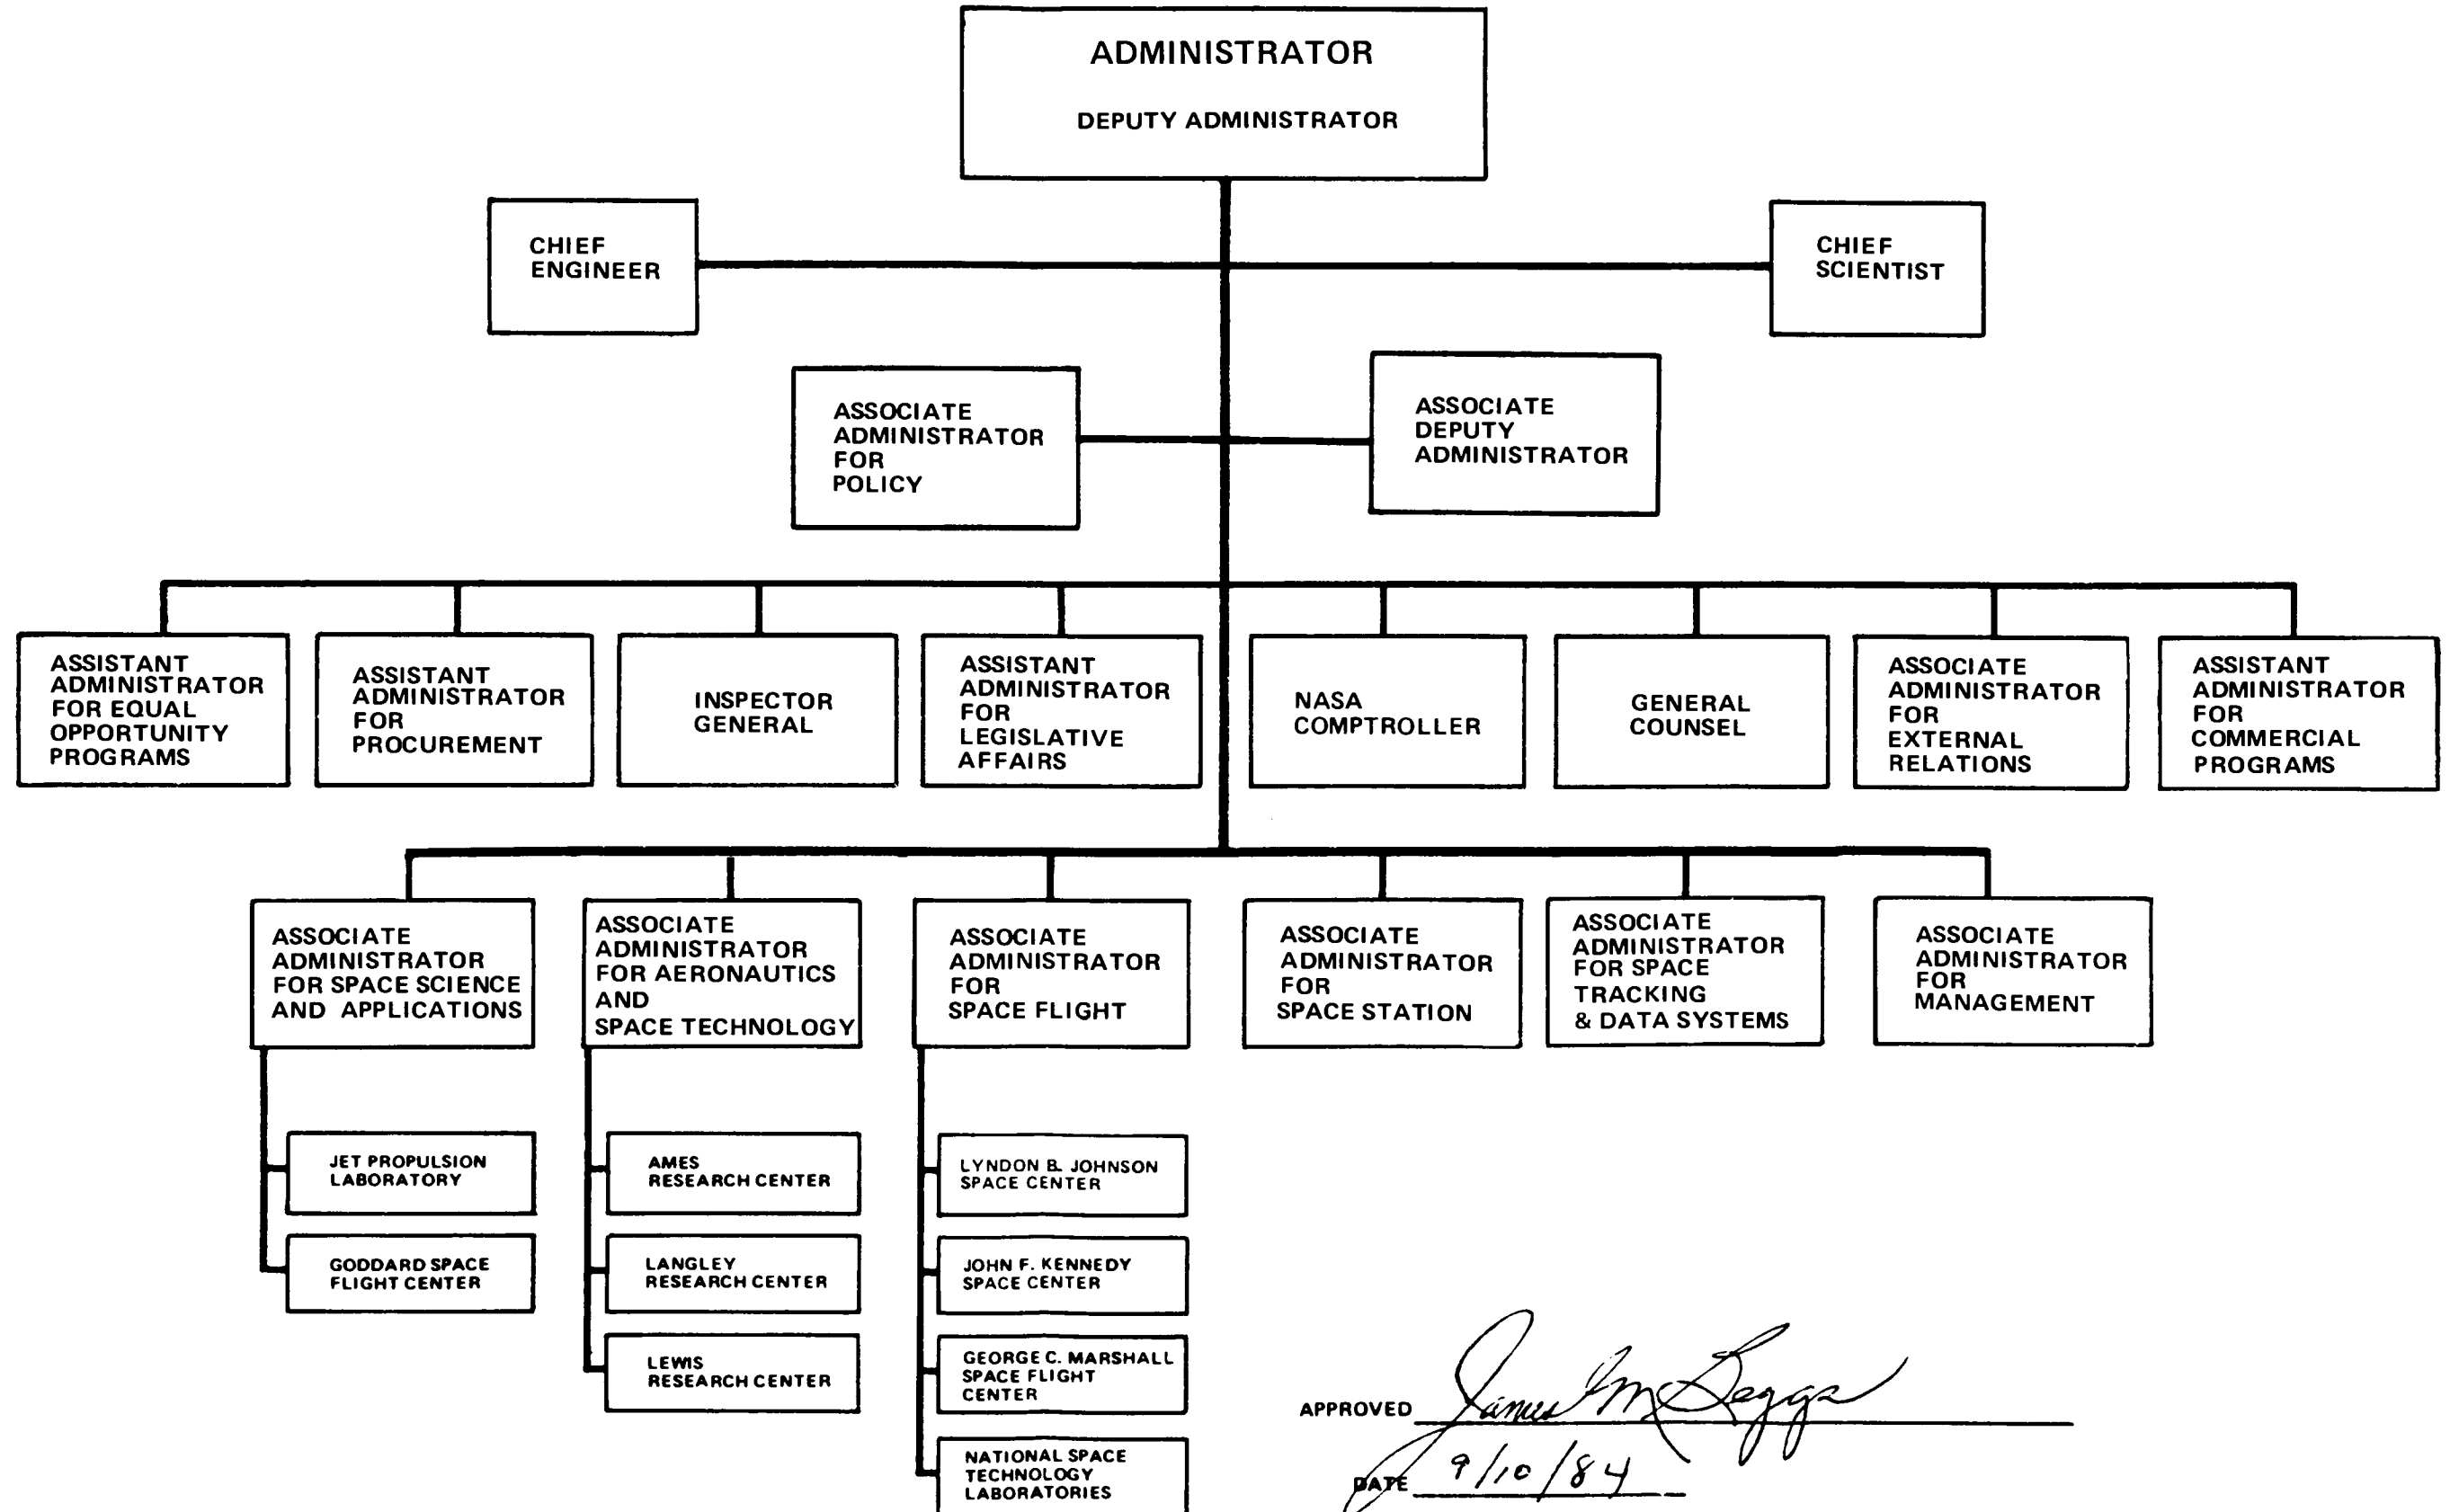 ADMINISTRATOR
DEPUTY ADMINISTRATOR
CHIEF
ENGINEER
CHIEF
SCIENTIST
ASSOCIATE
ADMINISTRATOR
FOR
POLICY
ASSOCIATE
DEPUTY
ADMINISTRATOR
ASSISTANT
ADMINISTRATOR
FOR EQUAL
OPPORTUNITY
PROGRAMS
ASSISTANT
ADMINISTRATOR
FOR
PROCUREMENT
INSPECTOR
GENERAL
ASSISTANT
ADMINISTRATOR
FOR
LEGISLATIVE
AFFAIRS
NASA
COMPTROLLER
GENERAL
COUNSEL
ASSOCIATE
ADMINISTRATOR
FOR
EXTERNAL
RELATIONS
ASSISTANT
ADMINISTRATOR
FOR
COMMERCIAL
PROGRAMS
ASSOCIATE
ADMINISTRATOR
FOR SPACE SCIENCE
AND APPLICATIONS
ASSOCIATE
ADMINISTRATOR
FOR AERONAUTICS
AND
SPACE TECHNOLOGY
ASSOCIATE
ADMINISTRATOR
FOR
SPACE FLIGHT
ASSOCIATE
ADMINISTRATOR
FOR
SPACE STATION
ASSOCIATE
ADMINISTRATOR
FOR SPACE
TRACKING
& DATA SYSTEMS
ASSOCIATE
ADMINISTRATOR
FOR
MANAGEMENT
JET PROPULSION
LABORATORY
GODDARD SPACE
FLIGHT CENTER
AMES
RESEARCH CENTER
LANGLEY
RESEARCH CENTER
LEWIS
RESEARCH CENTER
LYNDON B. JOHNSON
SPACE CENTER
JOHN F. KENNEDY
SPACE CENTER
GEORGE C. MARSHALL
SPACE FLIGHT
CENTER
NATIONAL SPACE
TECHNOLOGY
LABORATORIES
APPROVED James M Beggs
DATE 9/10/84